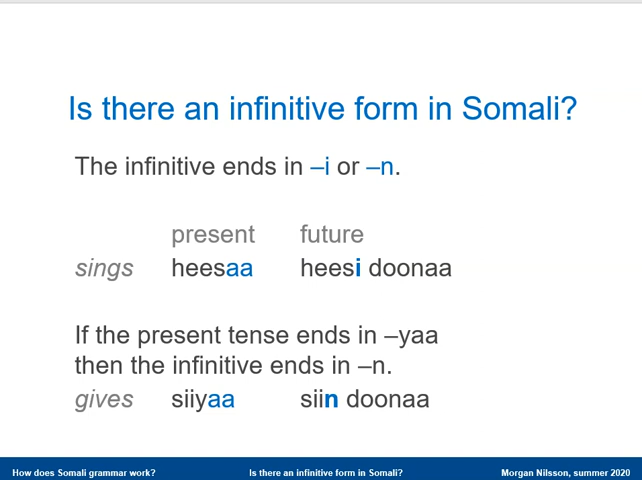 Is there an infinitive form in Somali?
The infinitive ends in –i or –n.
present future
sings heesaa heesi doonaa
If the present tense ends in –yaa
then the infinitive ends in –n.
gives siiyaa siin doonaa
How does Somali grammar work? Is there an infinitive form in Somali? Morgan Nilsson, summer 2020